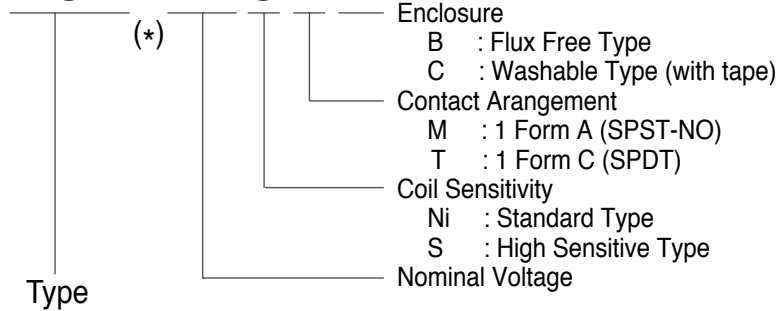 (*)
Enclosure
B : Flux Free Type
C : Washable Type (with tape)
Contact Arangement
M : 1 Form A (SPST-NO)
T : 1 Form C (SPDT)
Coil Sensitivity
Ni : Standard Type
S : High Sensitive Type
Nominal Voltage
Type